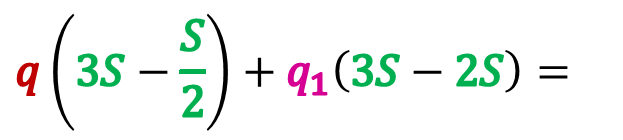 q(3S − S/2) + q₁(3S − 2S) =